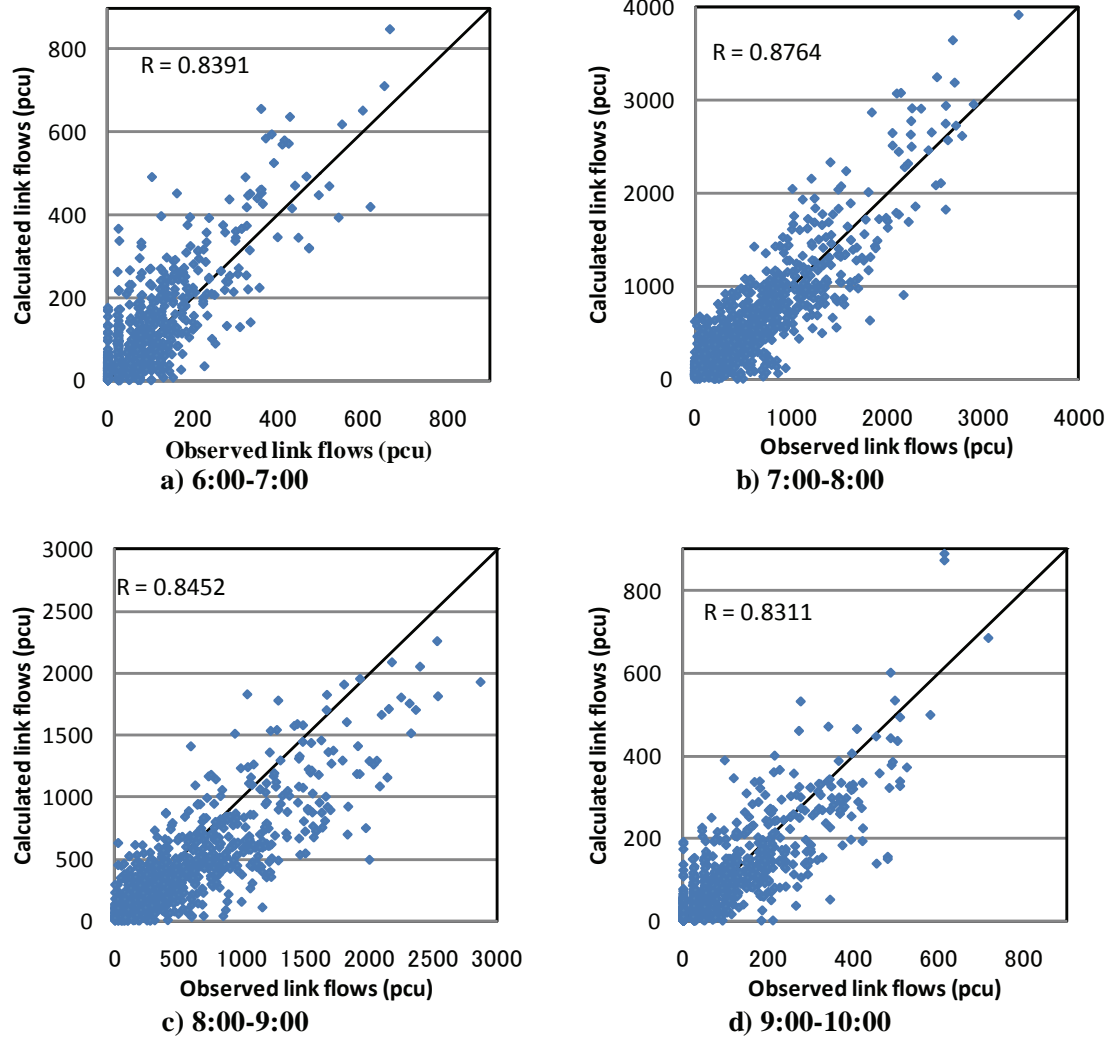 800
600
400
200
0
0 200 400 600 800
Calculated link flows (pcu)
R = 0.8391
Observed link flows (pcu)
a) 6:00-7:00
4000
3000
2000
1000
0
0 1000 2000 3000 4000
Calculated link flows (pcu)
R = 0.8764
Observed link flows (pcu)
b) 7:00-8:00
3000
2500
2000
1500
1000
500
0
0 500 1000 1500 2000 2500 3000
Calculated link flows (pcu)
R = 0.8452
Observed link flows (pcu)
c) 8:00-9:00
800
600
400
200
0
0 200 400 600 800
Calculated link flows (pcu)
R = 0.8311
Observed link flows (pcu)
d) 9:00-10:00